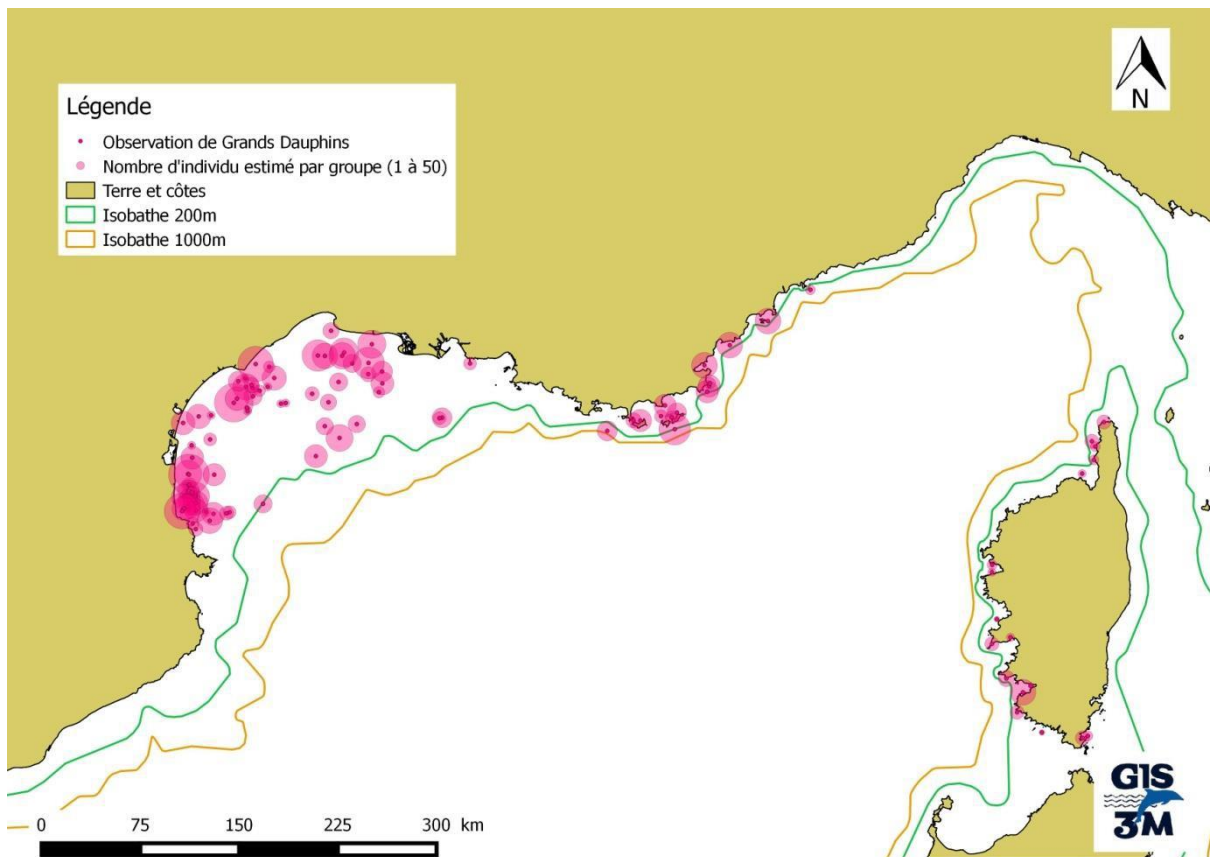 Légende
Observation de Grands Dauphins
Nombre d'individu estimé par groupe (1 à 50)
Terre et côtes
Isobathe 200m
Isobathe 1000m
N
0 75 150 225 300 km
GIS
3M